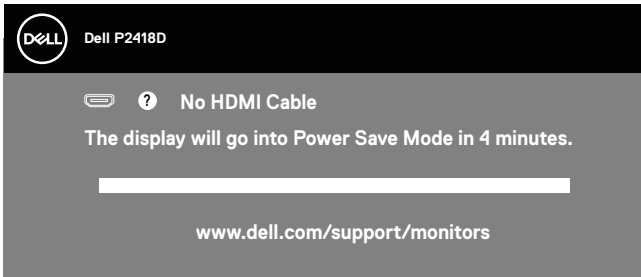 DELL
Dell P2418D
? No HDMI Cable
The display will go into Power Save Mode in 4 minutes.
www.dell.com/support/monitors